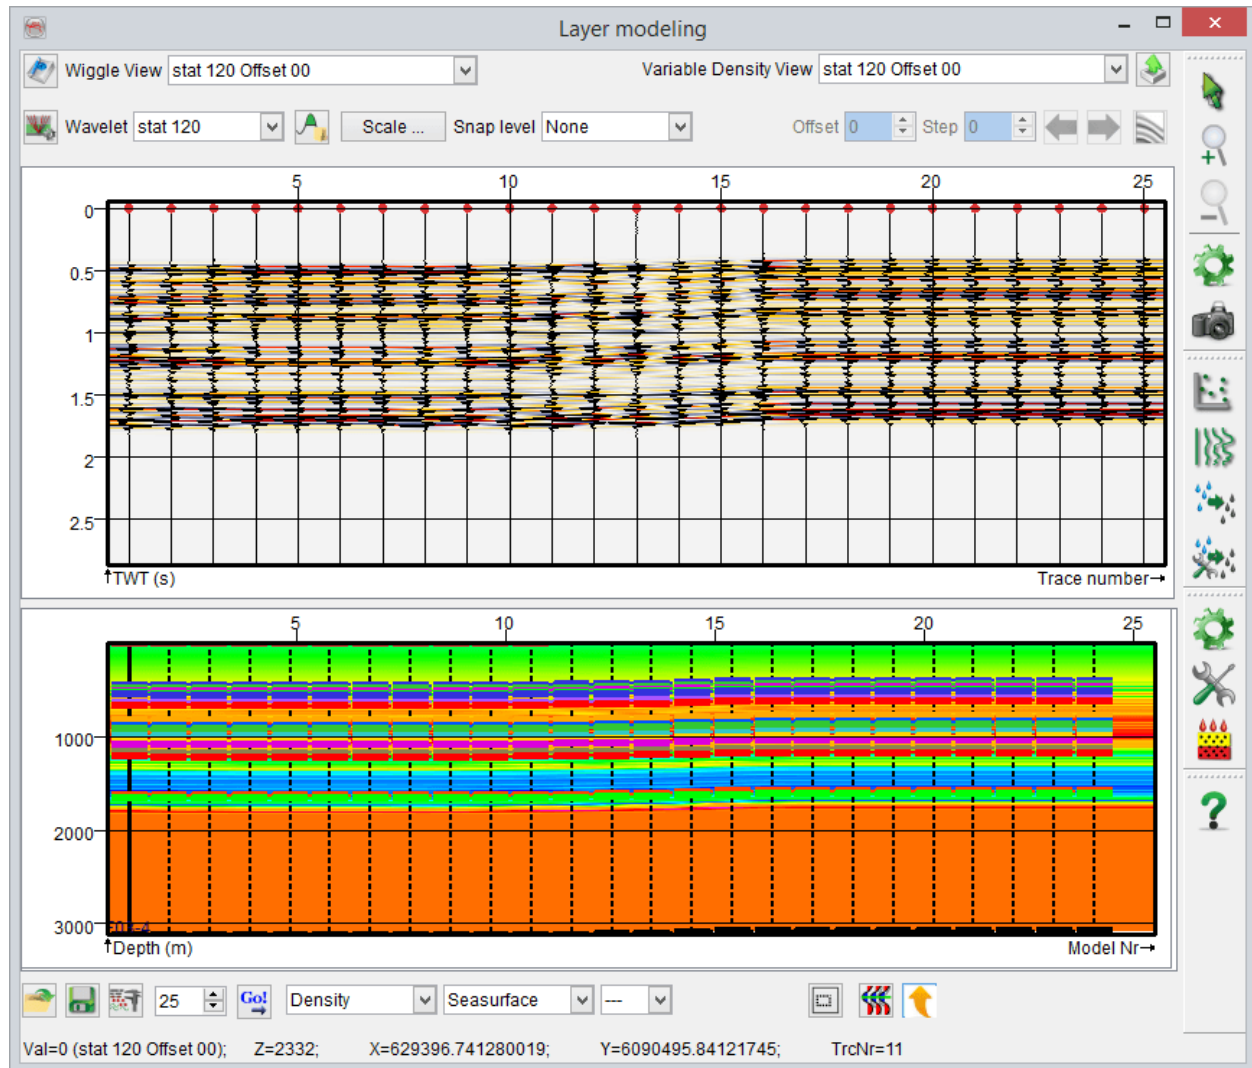 Layer modeling
Wiggle View stat 120 Offset 00 Variable Density View stat 120 Offset 00
Wavelet stat 120 Scale ... Snap level None Offset 0 Step 0
5 10 15 20 25
0
0.5
1
1.5
2
2.5
TWT (s) Trace number
5 10 15 20 25
1000
2000
3000
Depth (m) Model Nr
25 Go! Density Seasurface ---
Val=0 (stat 120 Offset 00); Z=2332; X=629396.741280019; Y=6090495.84121745; TrcNr=11